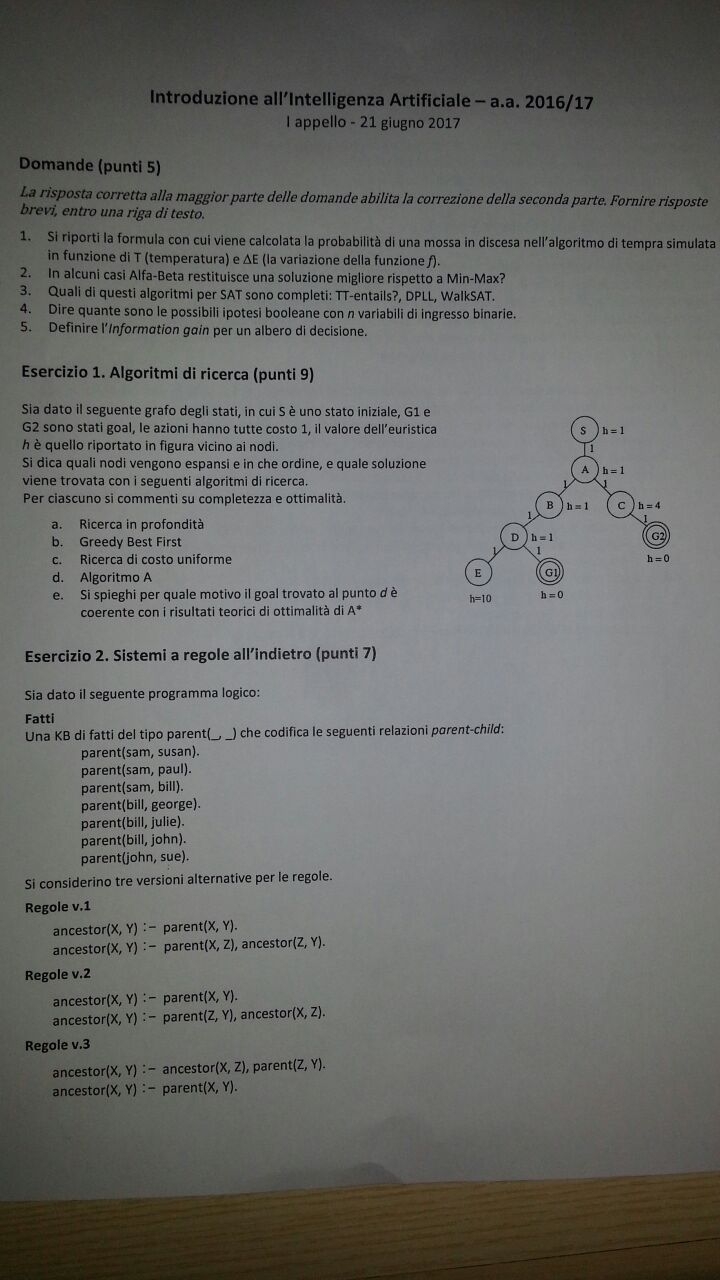 Introduzione all'Intelligenza Artificiale – a.a. 2016/17
I appello - 21 giugno 2017
Domande (punti 5)
La risposta corretta alla maggior parte delle domande abilita la correzione della seconda parte. Fornire risposte
brevi, entro una riga di testo.
1. Si riporti la formula con cui viene calcolata la probabilità di una mossa in discesa nell'algoritmo di tempra simulata
in funzione di T (temperatura) e ΔE (la variazione della funzione f).
2. In alcuni casi Alfa-Beta restituisce una soluzione migliore rispetto a Min-Max?
3. Quali di questi algoritmi per SAT sono completi: TT-entails?, DPLL, WalkSAT.
4. Dire quante sono le possibili ipotesi booleane con n variabili di ingresso binarie.
5. Definire l'Information gain per un albero di decisione.
Esercizio 1. Algoritmi di ricerca (punti 9)
Sia dato il seguente grafo degli stati, in cui S è uno stato iniziale, G1 e
G2 sono stati goal, le azioni hanno tutte costo 1, il valore dell'euristica
h è quello riportato in figura vicino ai nodi.
Si dica quali nodi vengono espansi e in che ordine, e quale soluzione
viene trovata con i seguenti algoritmi di ricerca.
Per ciascuno si commenti su completezza e ottimalità.
a. Ricerca in profondità
b. Greedy Best First
c. Ricerca di costo uniforme
d. Algoritmo A
e. Si spieghi per quale motivo il goal trovato al punto d è
coerente con i risultati teorici di ottimalità di A*
S h = 1
1
A h = 1
1 1
B h = 1 C h = 4
1 1
D h = 1 G2
h = 0
1 1
E G1
h=10 h = 0
Esercizio 2. Sistemi a regole all'indietro (punti 7)
Sia dato il seguente programma logico:
Fatti
Una KB di fatti del tipo parent(_, _) che codifica le seguenti relazioni parent-child:
parent(sam, susan).
parent(sam, paul).
parent(sam, bill).
parent(bill, george).
parent(bill, julie).
parent(bill, john).
parent(john, sue).
Si considerino tre versioni alternative per le regole.
Regole v.1
ancestor(X, Y) :– parent(X, Y).
ancestor(X, Y) :– parent(X, Z), ancestor(Z, Y).
Regole v.2
ancestor(X, Y) :– parent(X, Y).
ancestor(X, Y) :– parent(Z, Y), ancestor(X, Z).
Regole v.3
ancestor(X, Y) :– ancestor(X, Z), parent(Z, Y).
ancestor(X, Y) :– parent(X, Y).